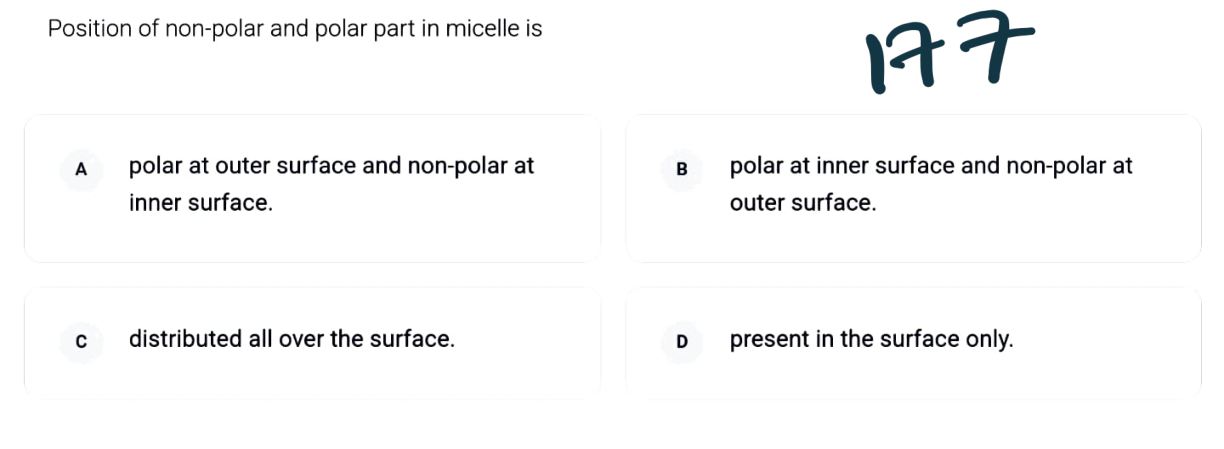 Position of non-polar and polar part in micelle is
177
A polar at outer surface and non-polar at
inner surface.
B polar at inner surface and non-polar at
outer surface.
C distributed all over the surface.
D present in the surface only.